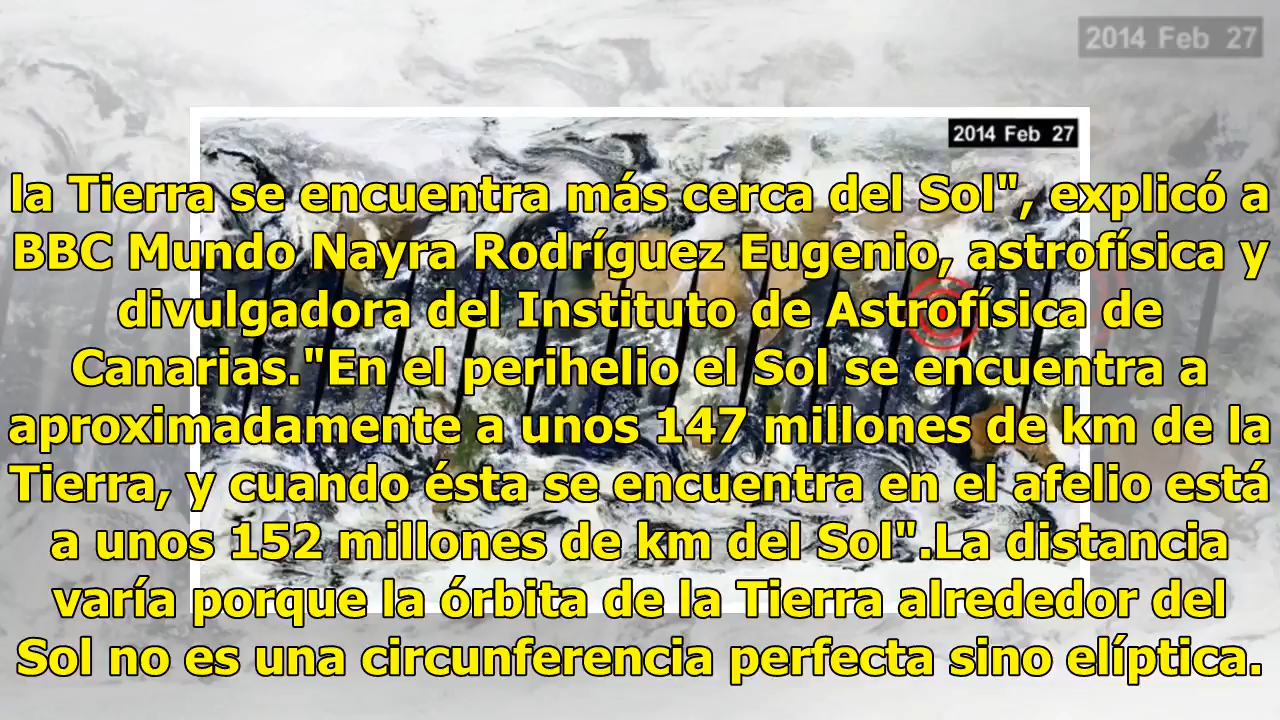 2014 Feb 27
2014 Feb 27
la Tierra se encuentra más cerca del Sol", explicó a
BBC Mundo Nayra Rodríguez Eugenio, astrofísica y
divulgadora del Instituto de Astrofísica de
Canarias."En el perihelio el Sol se encuentra a
aproximadamente a unos 147 millones de km de la
Tierra, y cuando ésta se encuentra en el afelio está
a unos 152 millones de km del Sol".La distancia
varía porque la órbita de la Tierra alrededor del
Sol no es una circunferencia perfecta sino elíptica.